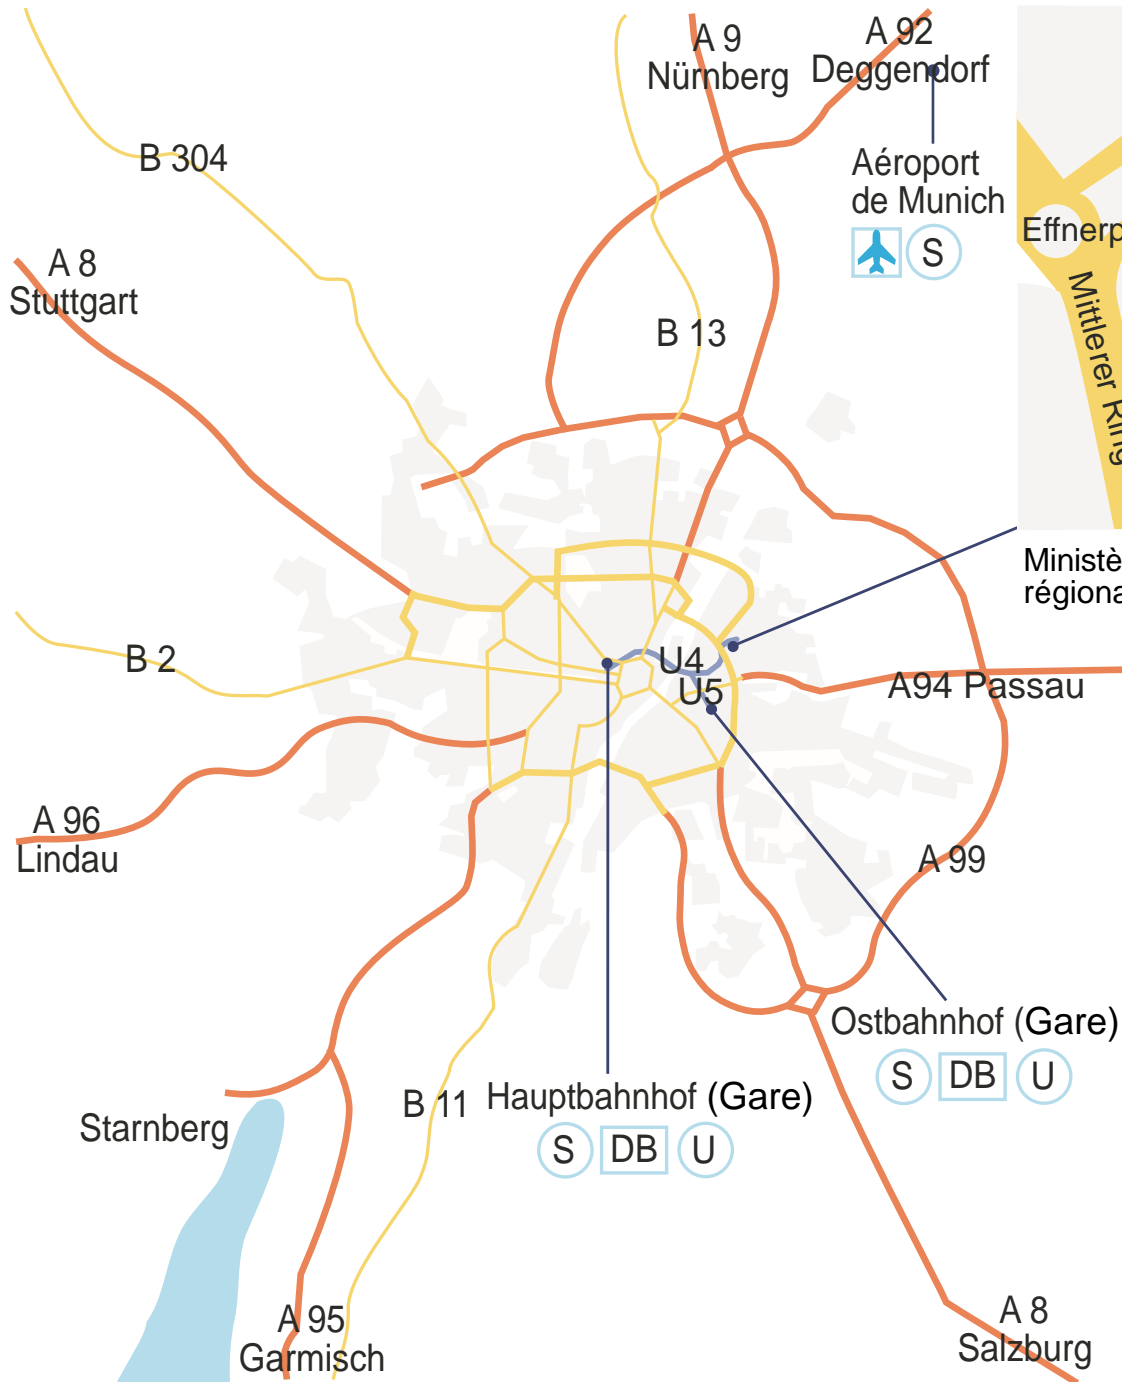 A 9
Nürnberg
A 92
Deggendorf
B 304
Aéroport
de Munich
S
Effnerp
A 8
Stuttgart
Mittlerer Ring
B 13
Ministè
régiona
B 2
U4
U5
A94 Passau
A 96
Lindau
A 99
Ostbahnhof (Gare)
S DB U
Hauptbahnhof (Gare)
S DB U
B 11
Starnberg
A 95
Garmisch
A 8
Salzburg